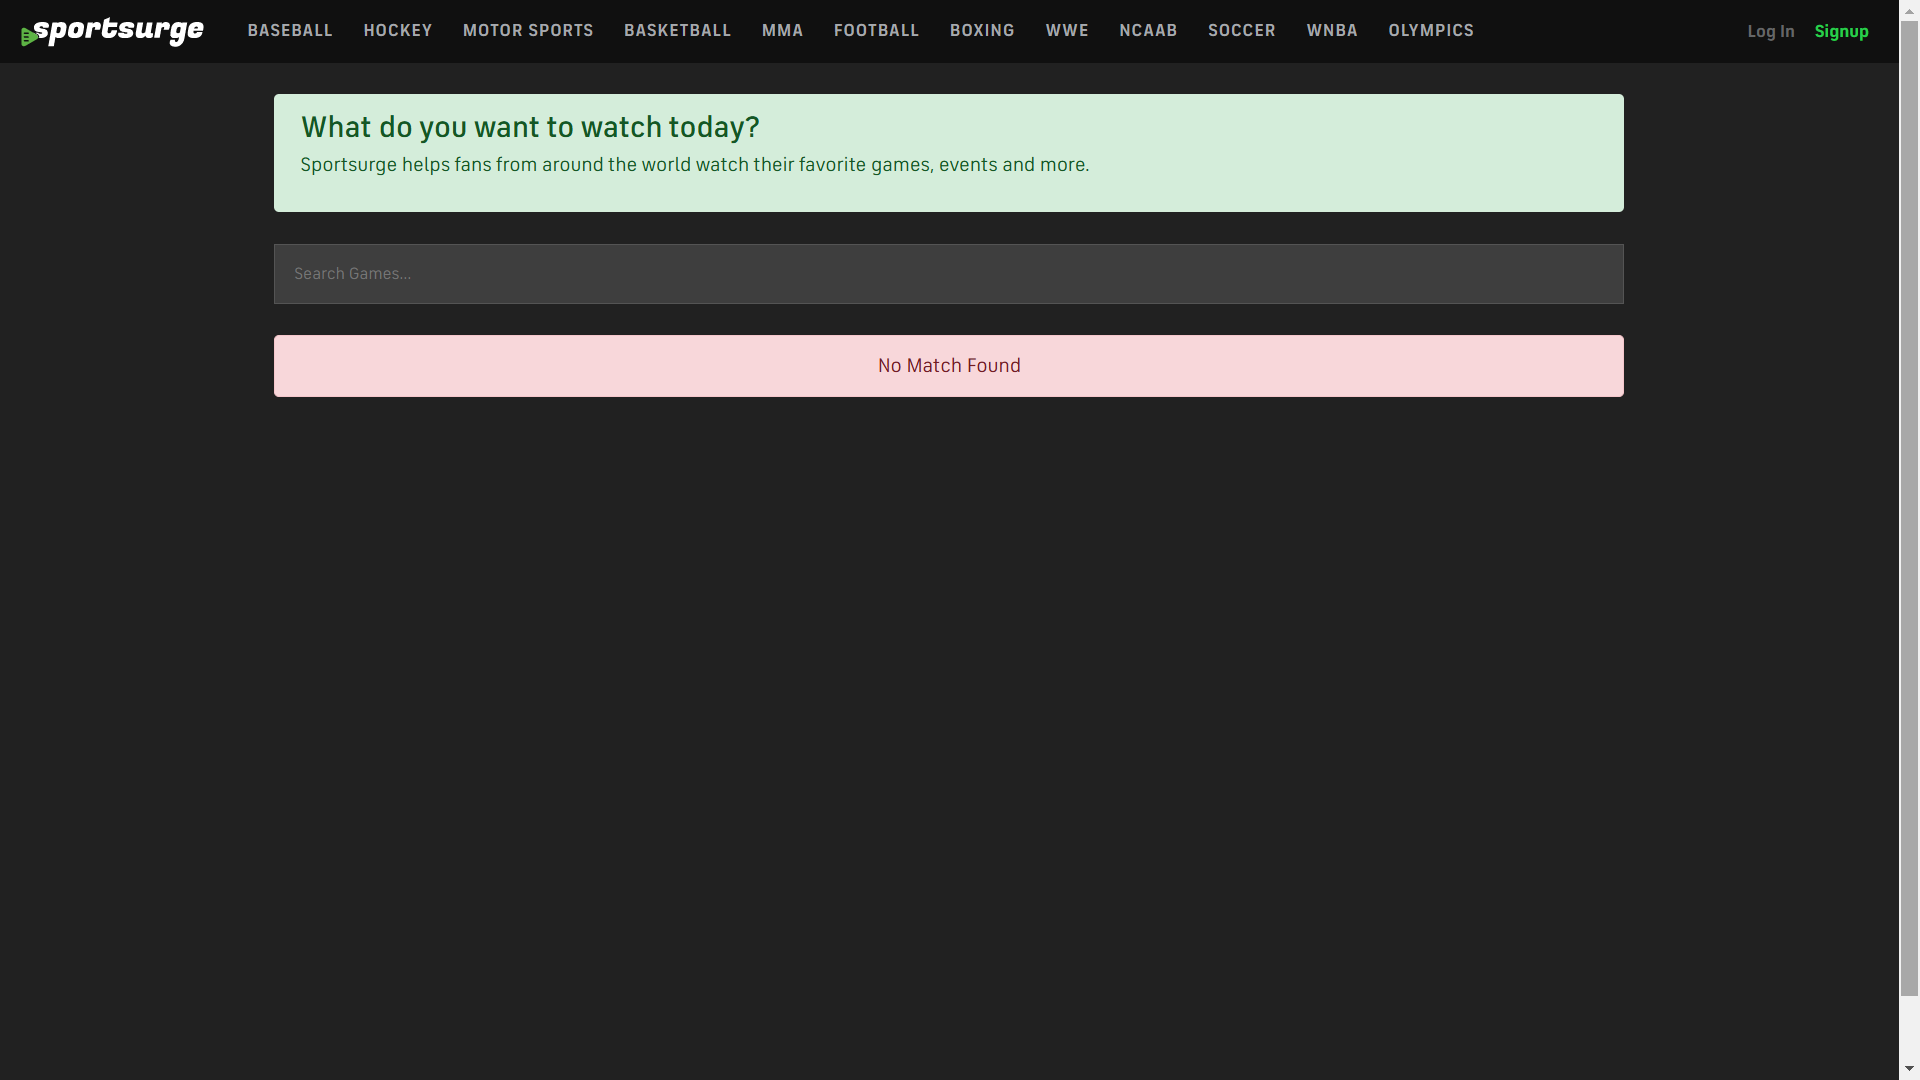 sportsurge BASEBALL HOCKEY MOTOR SPORTS BASKETBALL MMA FOOTBALL BOXING WWE NCAAB SOCCER WNBA OLYMPICS Log In Signup
What do you want to watch today?
Sportsurge helps fans from around the world watch their favorite games, events and more.
Search Games...
No Match Found